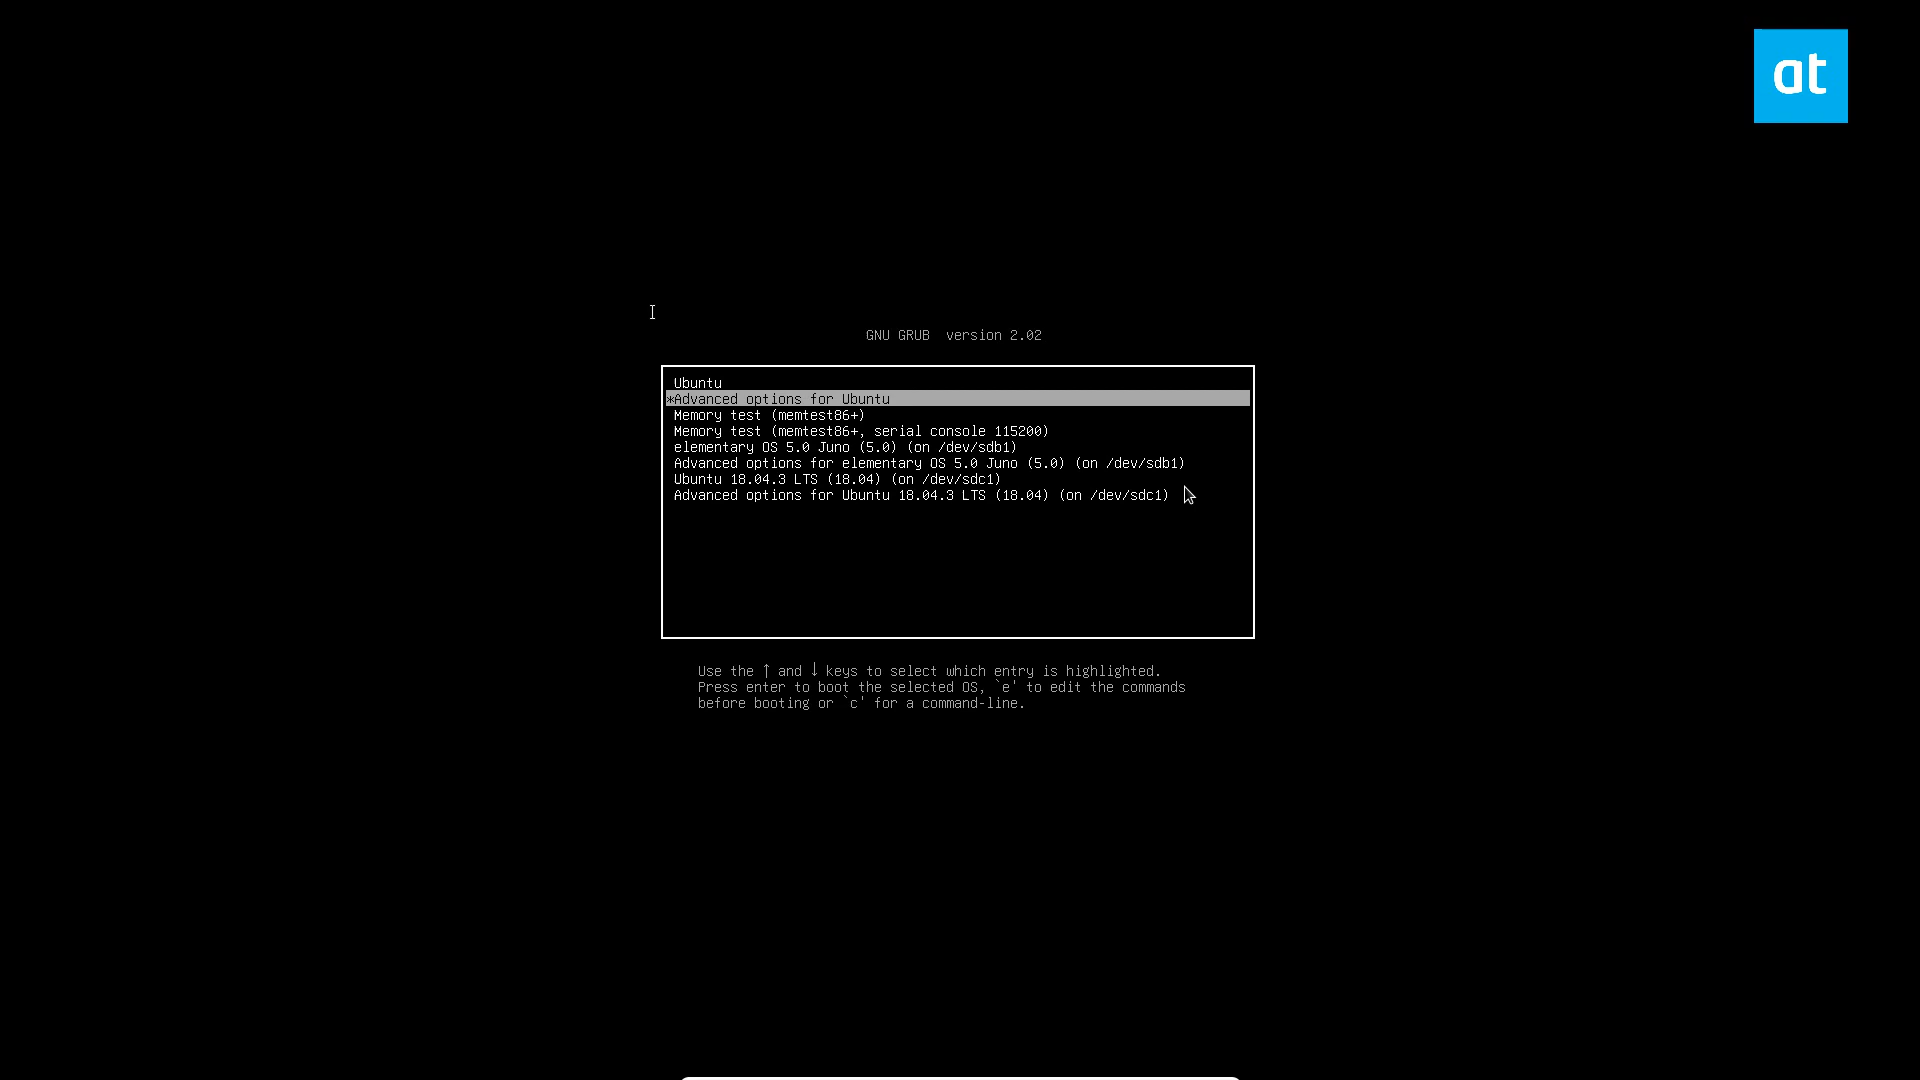 at
GNU GRUB  version 2.02
Ubuntu
*Advanced options for Ubuntu
Memory test (memtest86+)
Memory test (memtest86+, serial console 115200)
elementary OS 5.0 Juno (5.0) (on /dev/sdb1)
Advanced options for elementary OS 5.0 Juno (5.0) (on /dev/sdb1)
Ubuntu 18.04.3 LTS (18.04) (on /dev/sdc1)
Advanced options for Ubuntu 18.04.3 LTS (18.04) (on /dev/sdc1)
Use the ↑ and ↓ keys to select which entry is highlighted.
Press enter to boot the selected OS, `e' to edit the commands
before booting or `c' for a command-line.